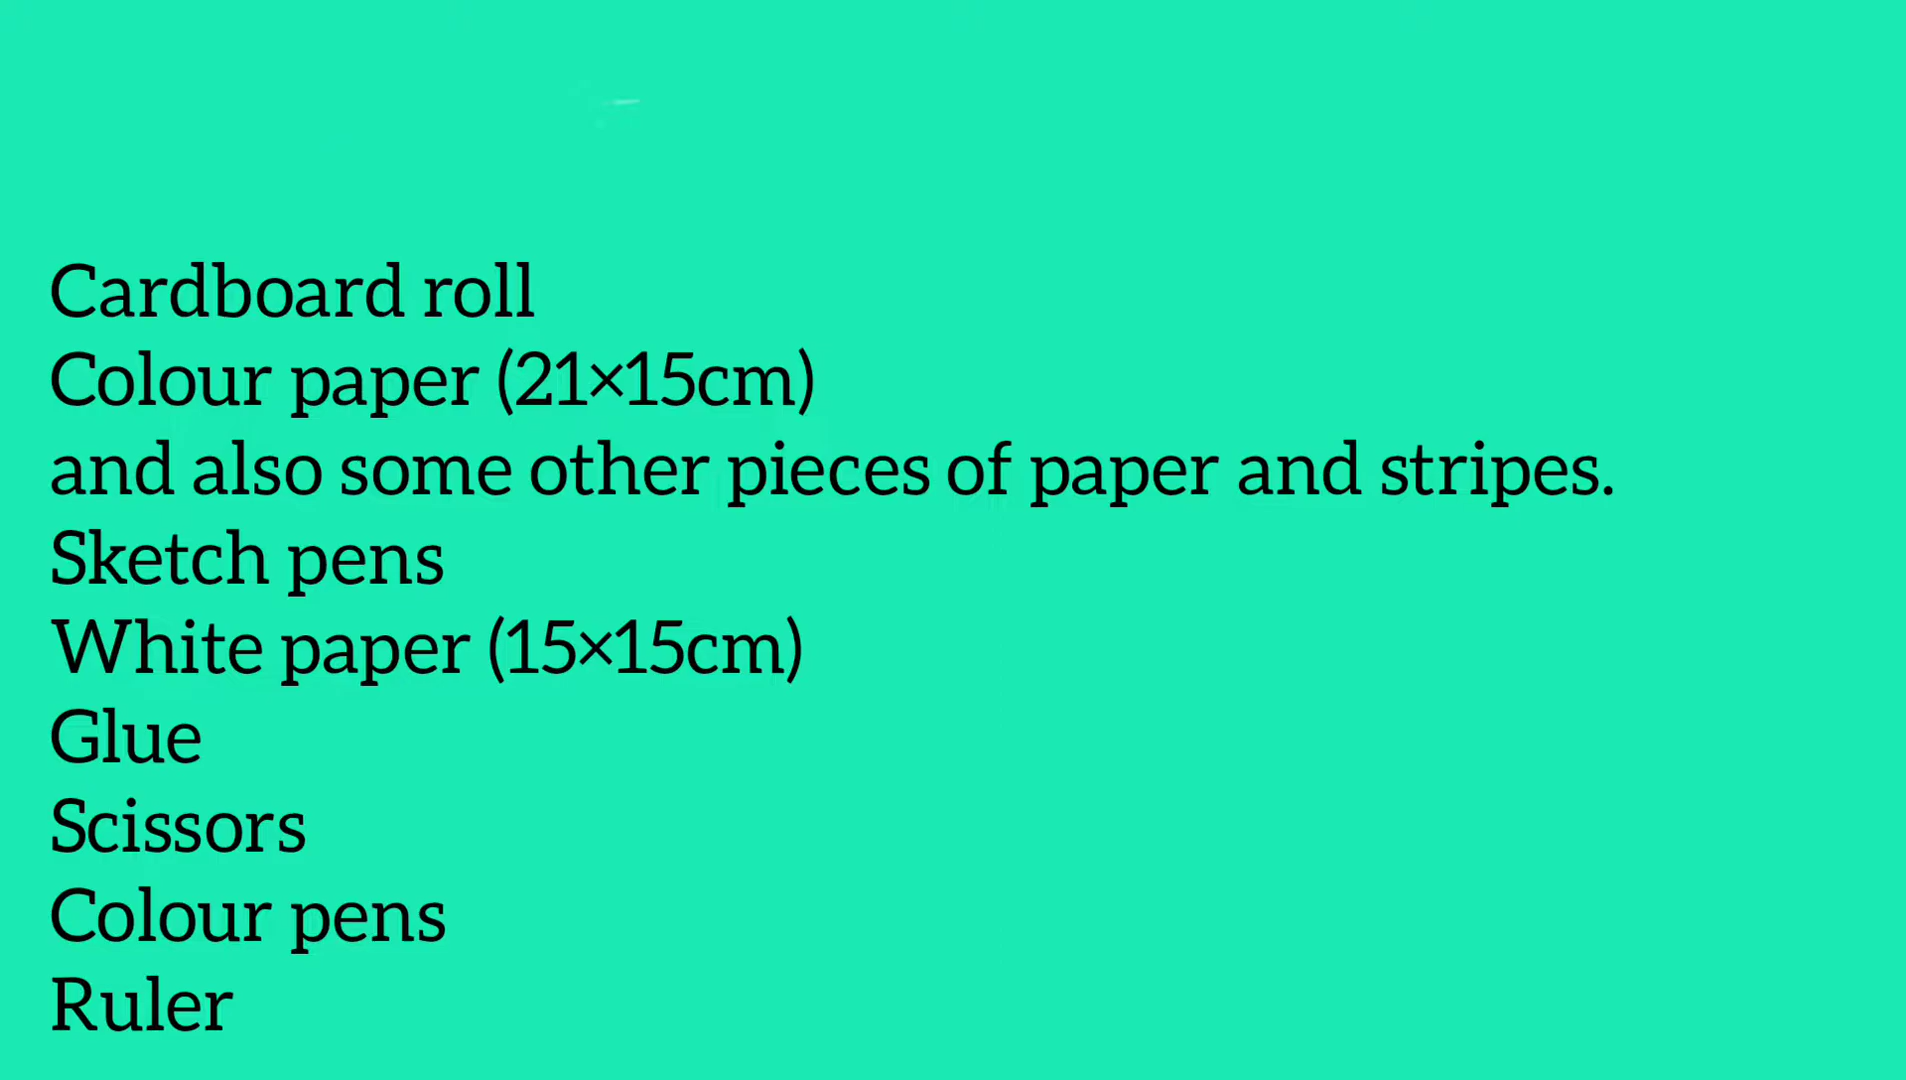 Cardboard roll
Colour paper (21×15cm)
and also some other pieces of paper and stripes.
Sketch pens
White paper (15×15cm)
Glue
Scissors
Colour pens
Ruler